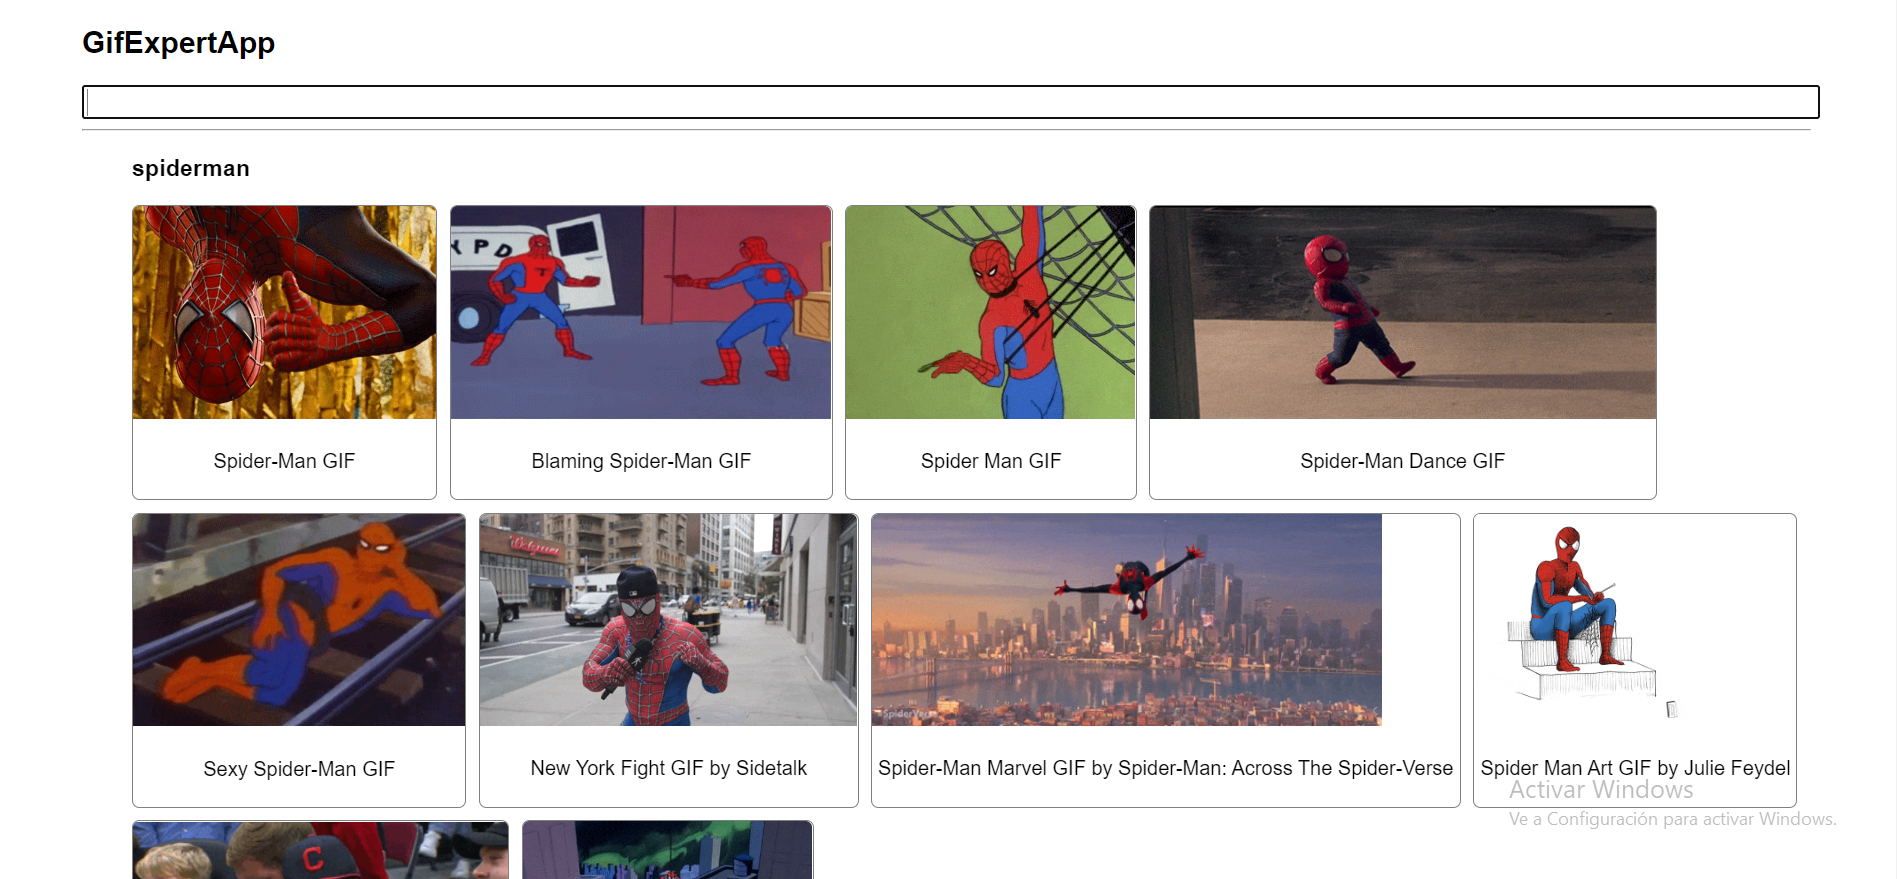 GifExpertApp
spiderman
YPD
Spider-Man GIF
Blaming Spider-Man GIF
Spider Man GIF
Spider-Man Dance GIF
#SpiderVerse
Sexy Spider-Man GIF
New York Fight GIF by Sidetalk
Spider-Man Marvel GIF by Spider-Man: Across The Spider-Verse
Spider Man Art GIF by Julie Feydel
Activar Windows
Ve a Configuración para activar Windows.
C